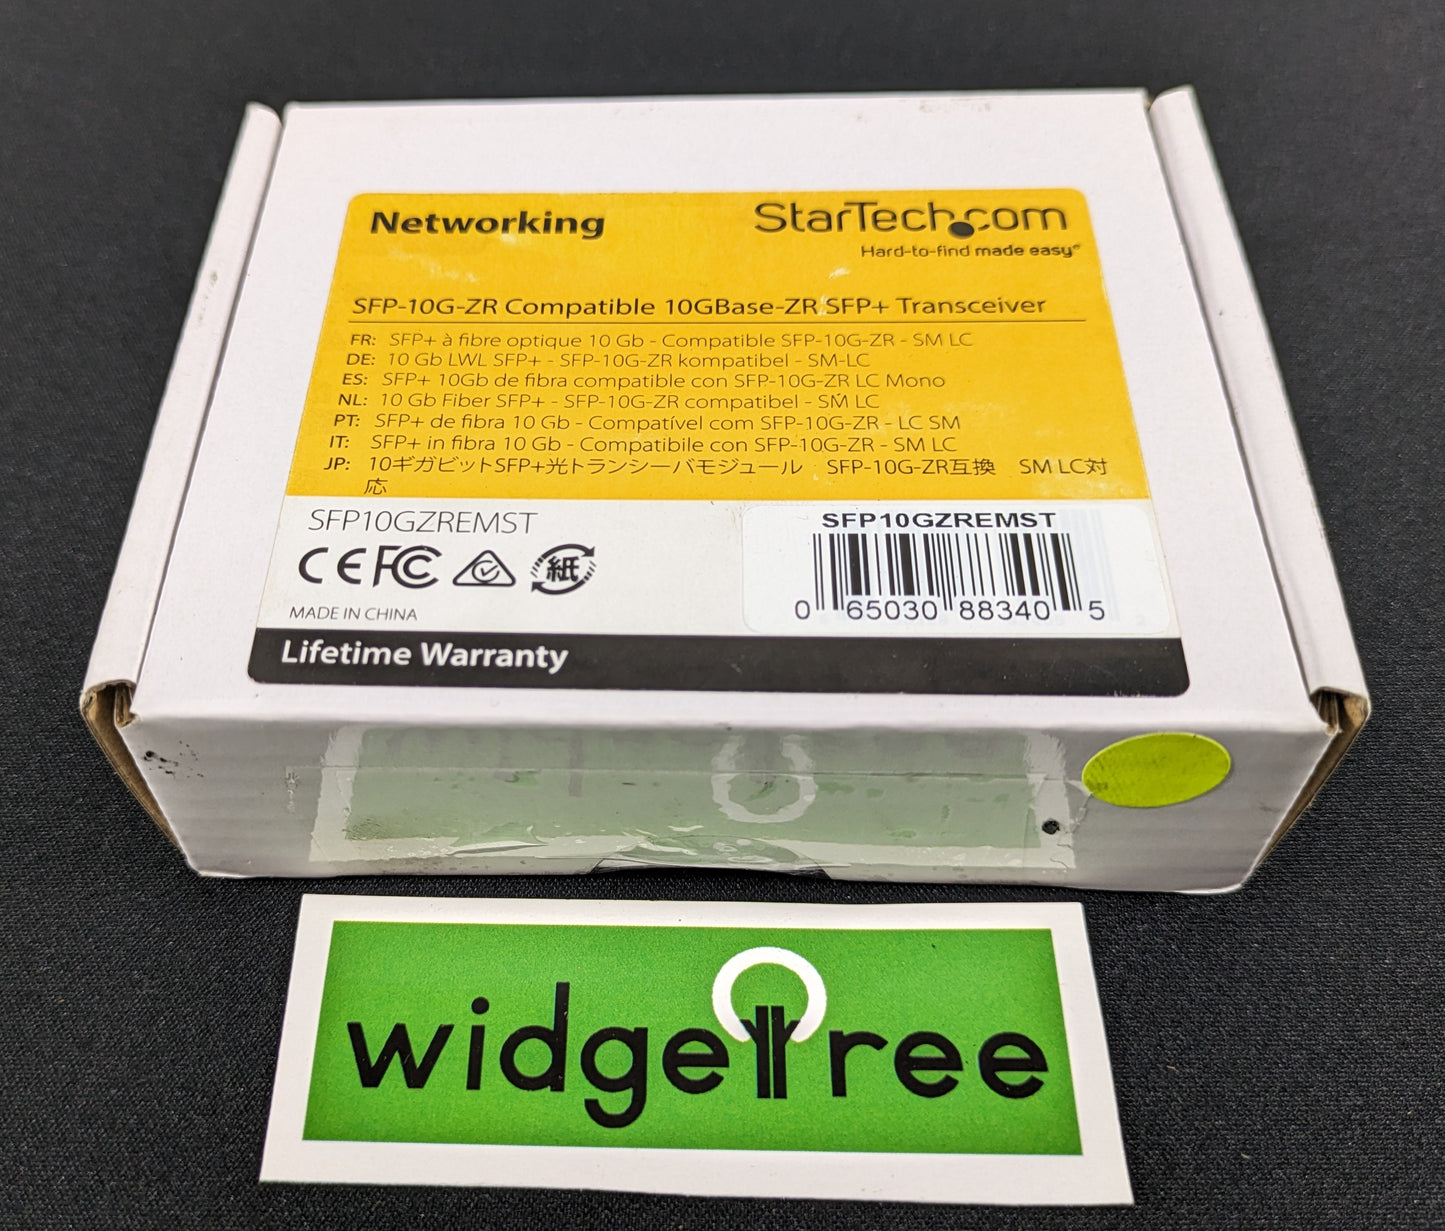 Networking
StarTech.com
Hard-to-find made easy®
SFP-10G-ZR Compatible 10GBase-ZR SFP+ Transceiver
FR: SFP+ à fibre optique 10 Gb - Compatible SFP-10G-ZR - SM LC
DE: 10 Gb LWL SFP+ - SFP-10G-ZR kompatibel - SM-LC
ES: SFP+ 10Gb de fibra compatible con SFP-10G-ZR LC Mono
NL: 10 Gb Fiber SFP+ - SFP-10G-ZR compatibel - SM LC
PT: SFP+ de fibra 10 Gb - Compatível com SFP-10G-ZR - LC SM
IT: SFP+ in fibra 10 Gb - Compatibile con SFP-10G-ZR - SM LC
JP: 10ギガビットSFP+光トランシーバモジュール SFP-10G-ZR互換 SM LC対
応
SFP10GZREMST
CE FC 紙
MADE IN CHINA
SFP10GZREMST
0 65030 88340 5
Lifetime Warranty
widgeTree